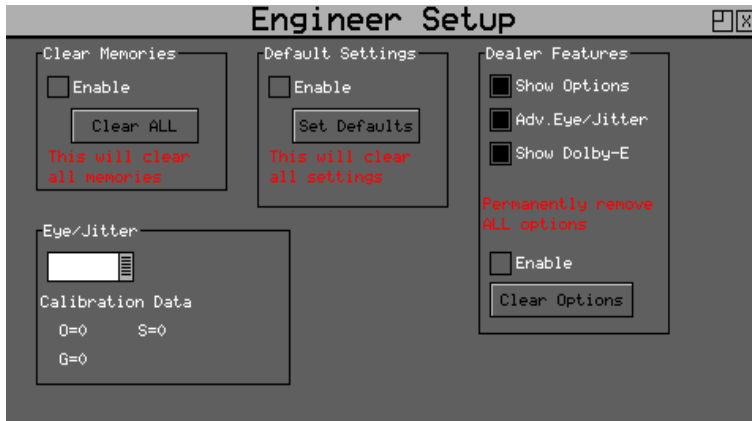 Engineer Setup
Clear Memories
Enable
Clear ALL
This will clear
all memories
Default Settings
Enable
Set Defaults
This will clear
all settings
Dealer Features
Show Options
Adv.Eye/Jitter
Show Dolby-E
Permanently remove
ALL options
Enable
Clear Options
Eye/Jitter
Calibration Data
O=0 S=0
G=0